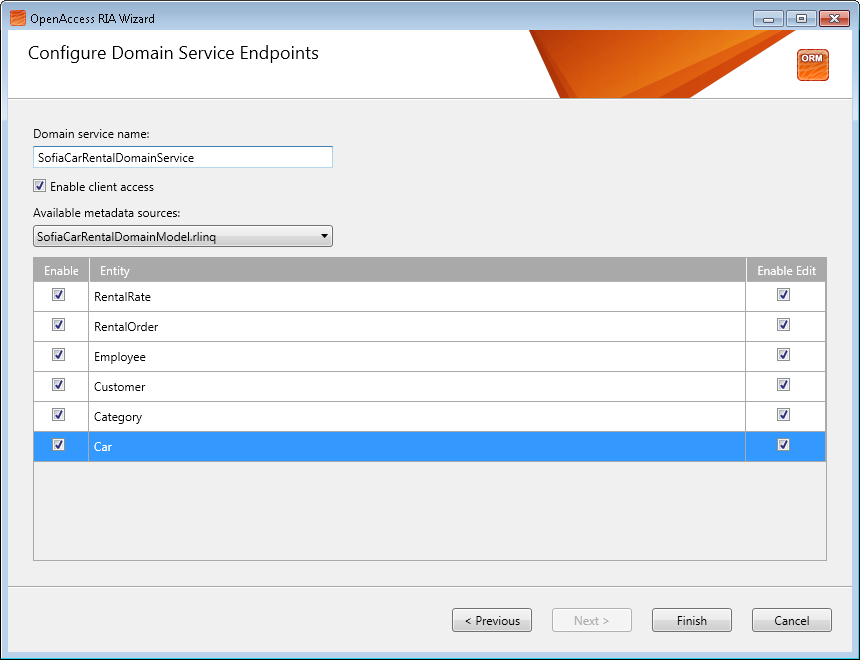 OpenAccess RIA Wizard
Configure Domain Service Endpoints
ORM
Domain service name:
SofiaCarRentalDomainService
Enable client access
Available metadata sources:
SofiaCarRentalDomainModel.rlinq
Enable Entity Enable Edit
RentalRate
RentalOrder
Employee
Customer
Category
Car
< Previous Next > Finish Cancel